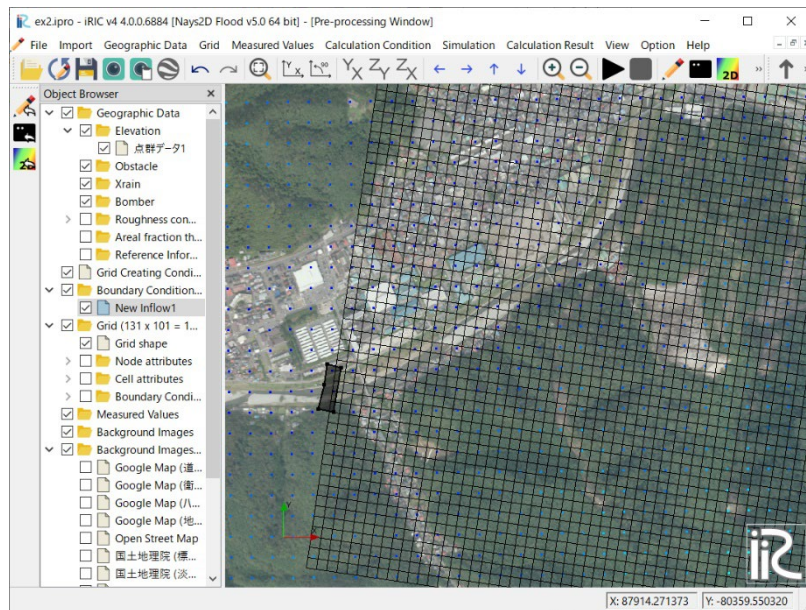 ex2.ipro - iRIC v4 4.0.0.6884 [Nays2D Flood v5.0 64 bit] - [Pre-processing Window]
File Import Geographic Data Grid Measured Values Calculation Condition Simulation Calculation Result View Option Help
Object Browser
Geographic Data
Elevation
点群データ1
Obstacle
Xrain
Bomber
Roughness con...
Areal fraction th...
Reference Infor...
Grid Creating Condi...
Boundary Condition...
New Inflow1
Grid (131 x 101 = 1...
Grid shape
Node attributes
Cell attributes
Boundary Condi...
Measured Values
Background Images
Background Images...
Google Map (道...
Google Map (衛...
Google Map (ハ...
Google Map (地...
Open Street Map
国土地理院 (標...
国土地理院 (淡...
Y
X
iRIC
X: 87914.271373 Y: -80359.550320